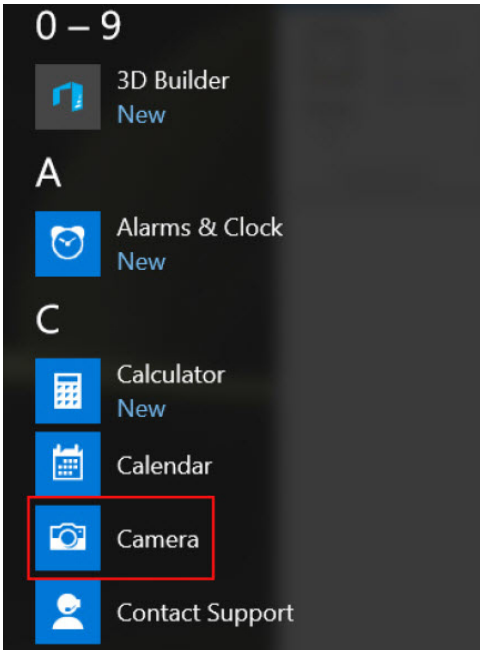 0 – 9
3D Builder
New
A
Alarms & Clock
New
C
Calculator
New
Calendar
Camera
Contact Support